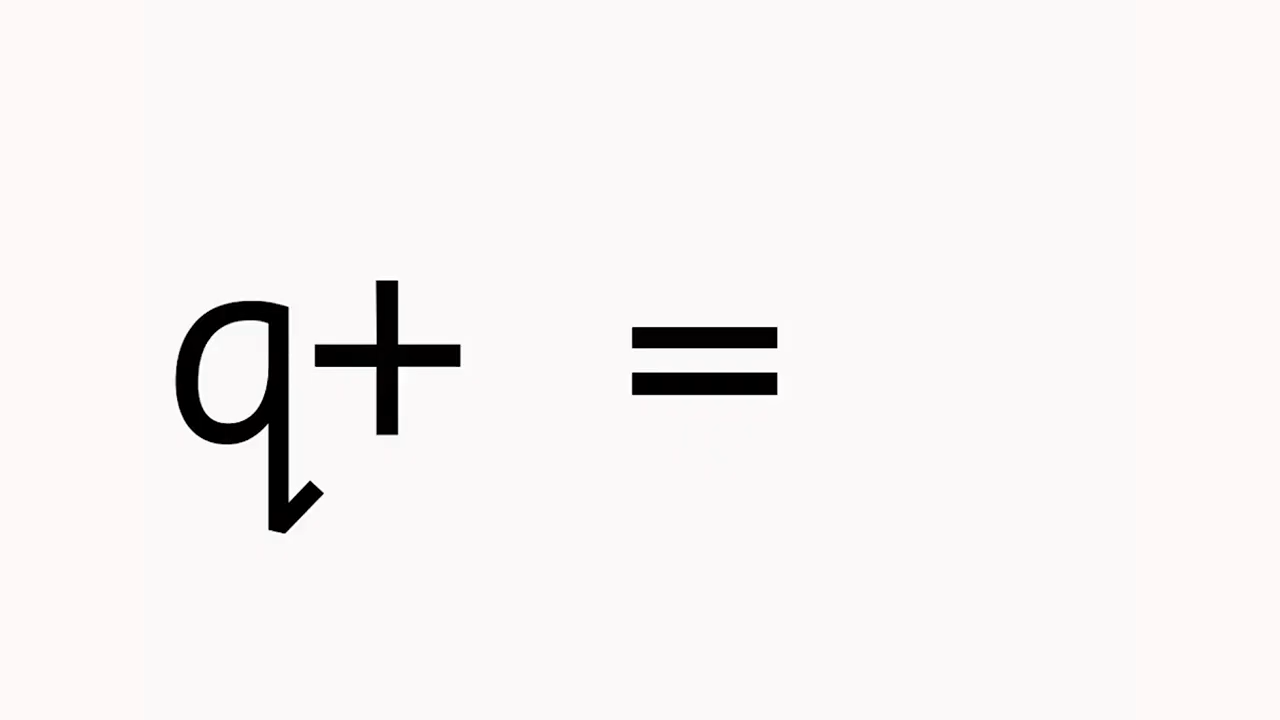 q+ =